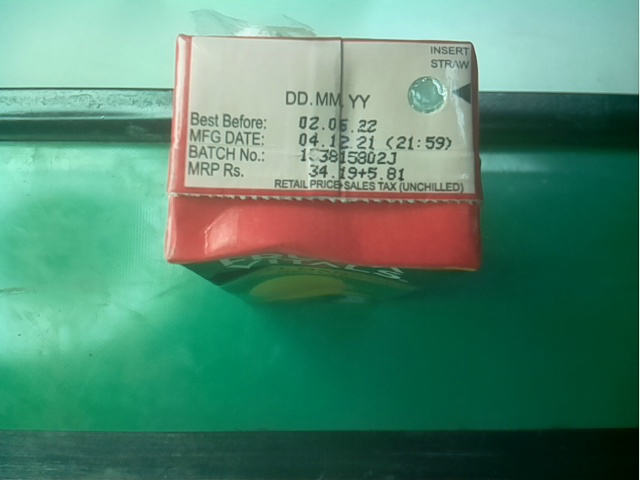 INSERT
STRAW
DD.MM.YY
Best Before: 02.06.22
MFG DATE: 04.12.21 (21:59)
BATCH No.:
MRP Rs. 34.19+5.81
RETAIL PRICE+SALES TAX (UNCHILLED)